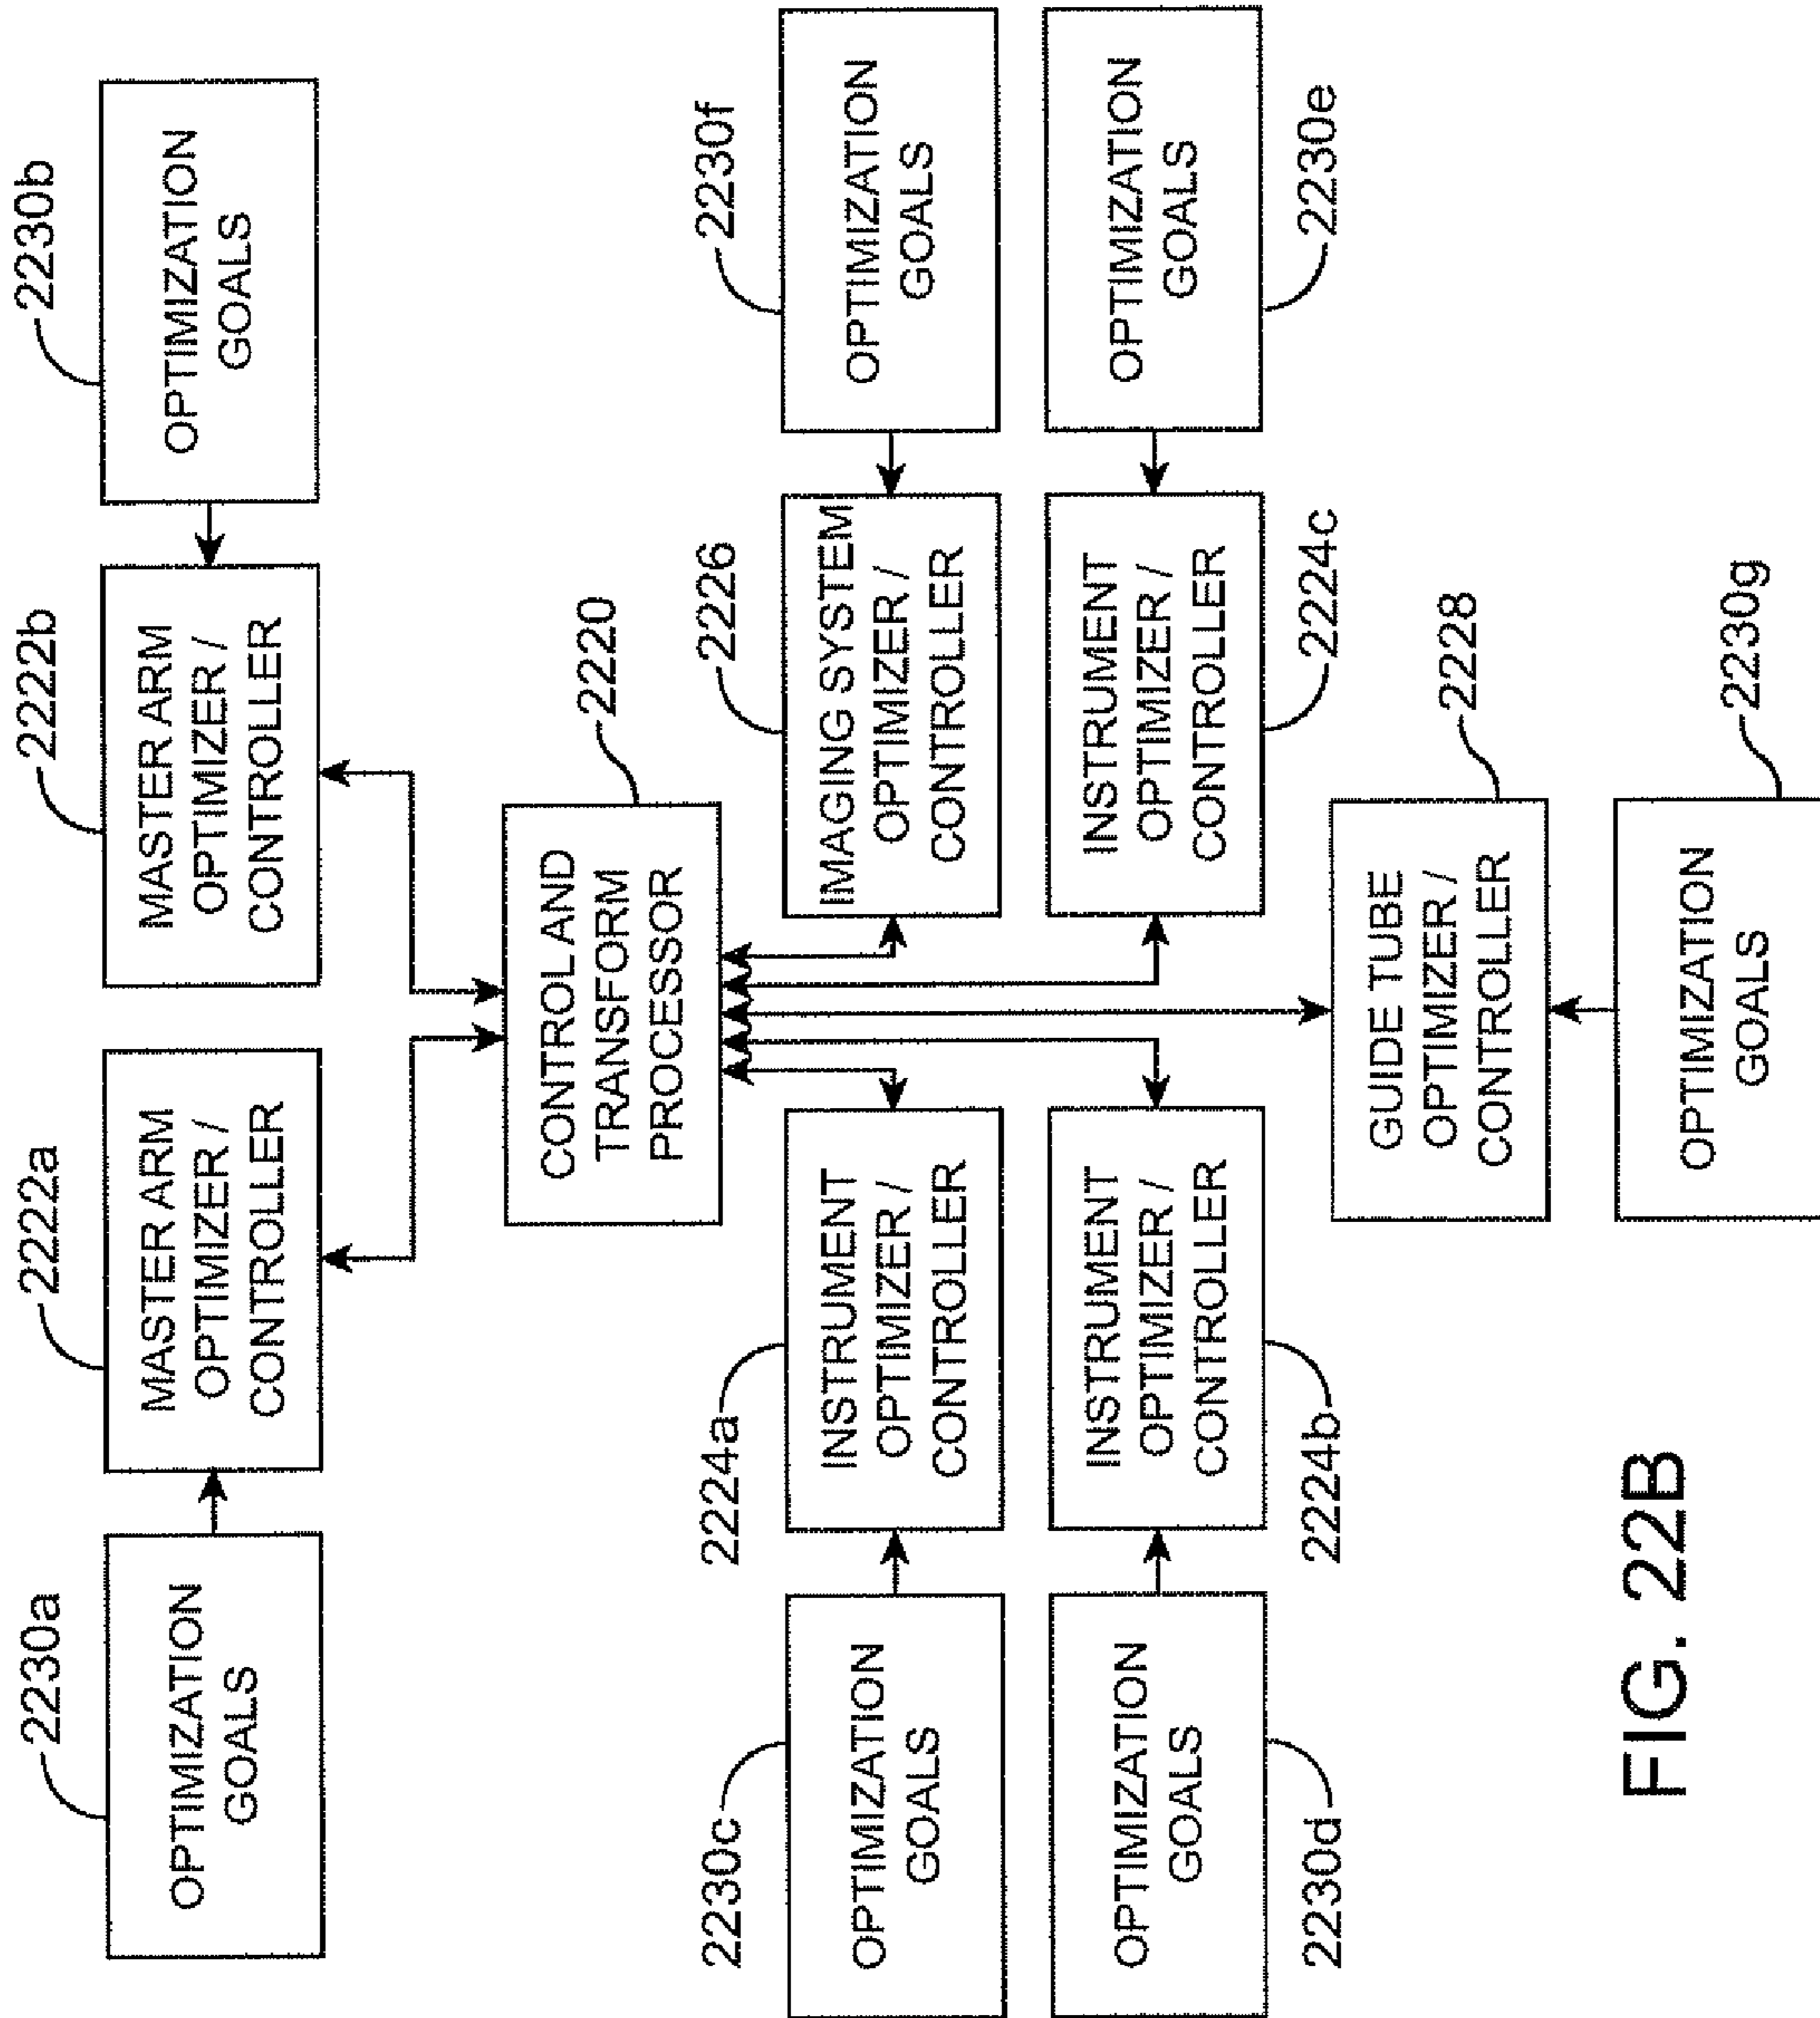 2230a
OPTIMIZATION
GOALS
2222a
MASTER ARM
OPTIMIZER /
CONTROLLER
2222b
MASTER ARM
OPTIMIZER /
CONTROLLER
2230b
OPTIMIZATION
GOALS
2220
CONTROL AND
TRANSFORM
PROCESSOR
2230c
OPTIMIZATION
GOALS
2224a
INSTRUMENT
OPTIMIZER /
CONTROLLER
2226
IMAGING SYSTEM
OPTIMIZER /
CONTROLLER
2230f
OPTIMIZATION
GOALS
OPTIMIZATION
GOALS
2230d
INSTRUMENT
OPTIMIZER /
CONTROLLER
2224b
INSTRUMENT
OPTIMIZER /
CONTROLLER
2224c
OPTIMIZATION
GOALS
2230e
GUIDE TUBE
OPTIMIZER /
CONTROLLER
2228
OPTIMIZATION
GOALS
2230g
FIG. 22B